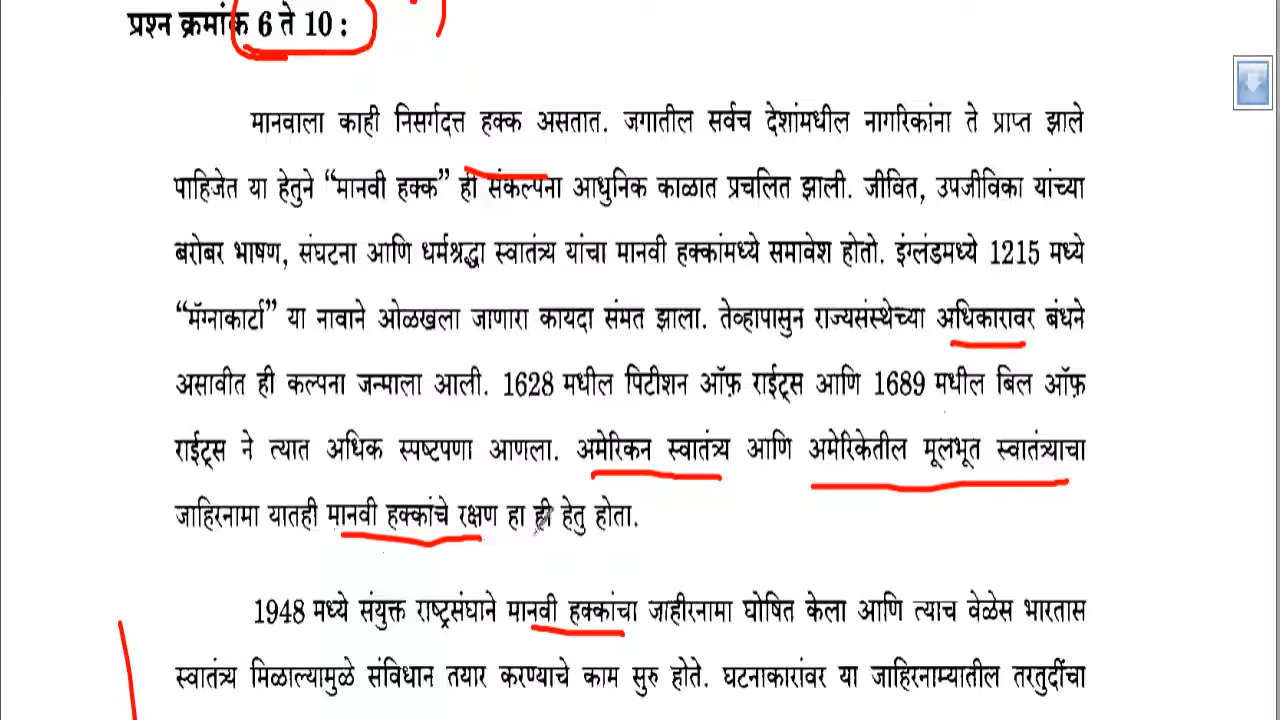 प्रश्न क्रमांक 6 ते 10 :
मानवाला काही निसर्गदत्त हक्क असतात. जगातील सर्वच देशांमधील नागरिकांना ते प्राप्त झाले
पाहिजेत या हेतुने “मानवी हक्क” ही संकल्पना आधुनिक काळात प्रचलित झाली. जीवित, उपजीविका यांच्या
बरोबर भाषण, संघटना आणि धर्मश्रद्धा स्वातंत्र्य यांचा मानवी हक्कांमध्ये समावेश होतो. इंग्लंडमध्ये 1215 मध्ये
“मॅग्नाकार्टा” या नावाने ओळखला जाणारा कायदा संमत झाला. तेव्हापासुन राज्यसंस्थेच्या अधिकारावर बंधने
असावीत ही कल्पना जन्माला आली. 1628 मधील पिटीशन ऑफ़ राईट्स आणि 1689 मधील बिल ऑफ़
राईट्स ने त्यात अधिक स्पष्टपणा आणला. अमेरिकन स्वातंत्र्य आणि अमेरिकेतील मूलभूत स्वातंत्र्याचा
जाहिरनामा यातही मानवी हक्कांचे रक्षण हा ही हेतु होता.
1948 मध्ये संयुक्त राष्ट्रसंघाने मानवी हक्कांचा जाहीरनामा घोषित केला आणि त्याच वेळेस भारतास
स्वातंत्र्य मिळाल्यामुळे संविधान तयार करण्याचे काम सुरु होते. घटनाकारांवर या जाहिरनाम्यातील तरतुदींचा